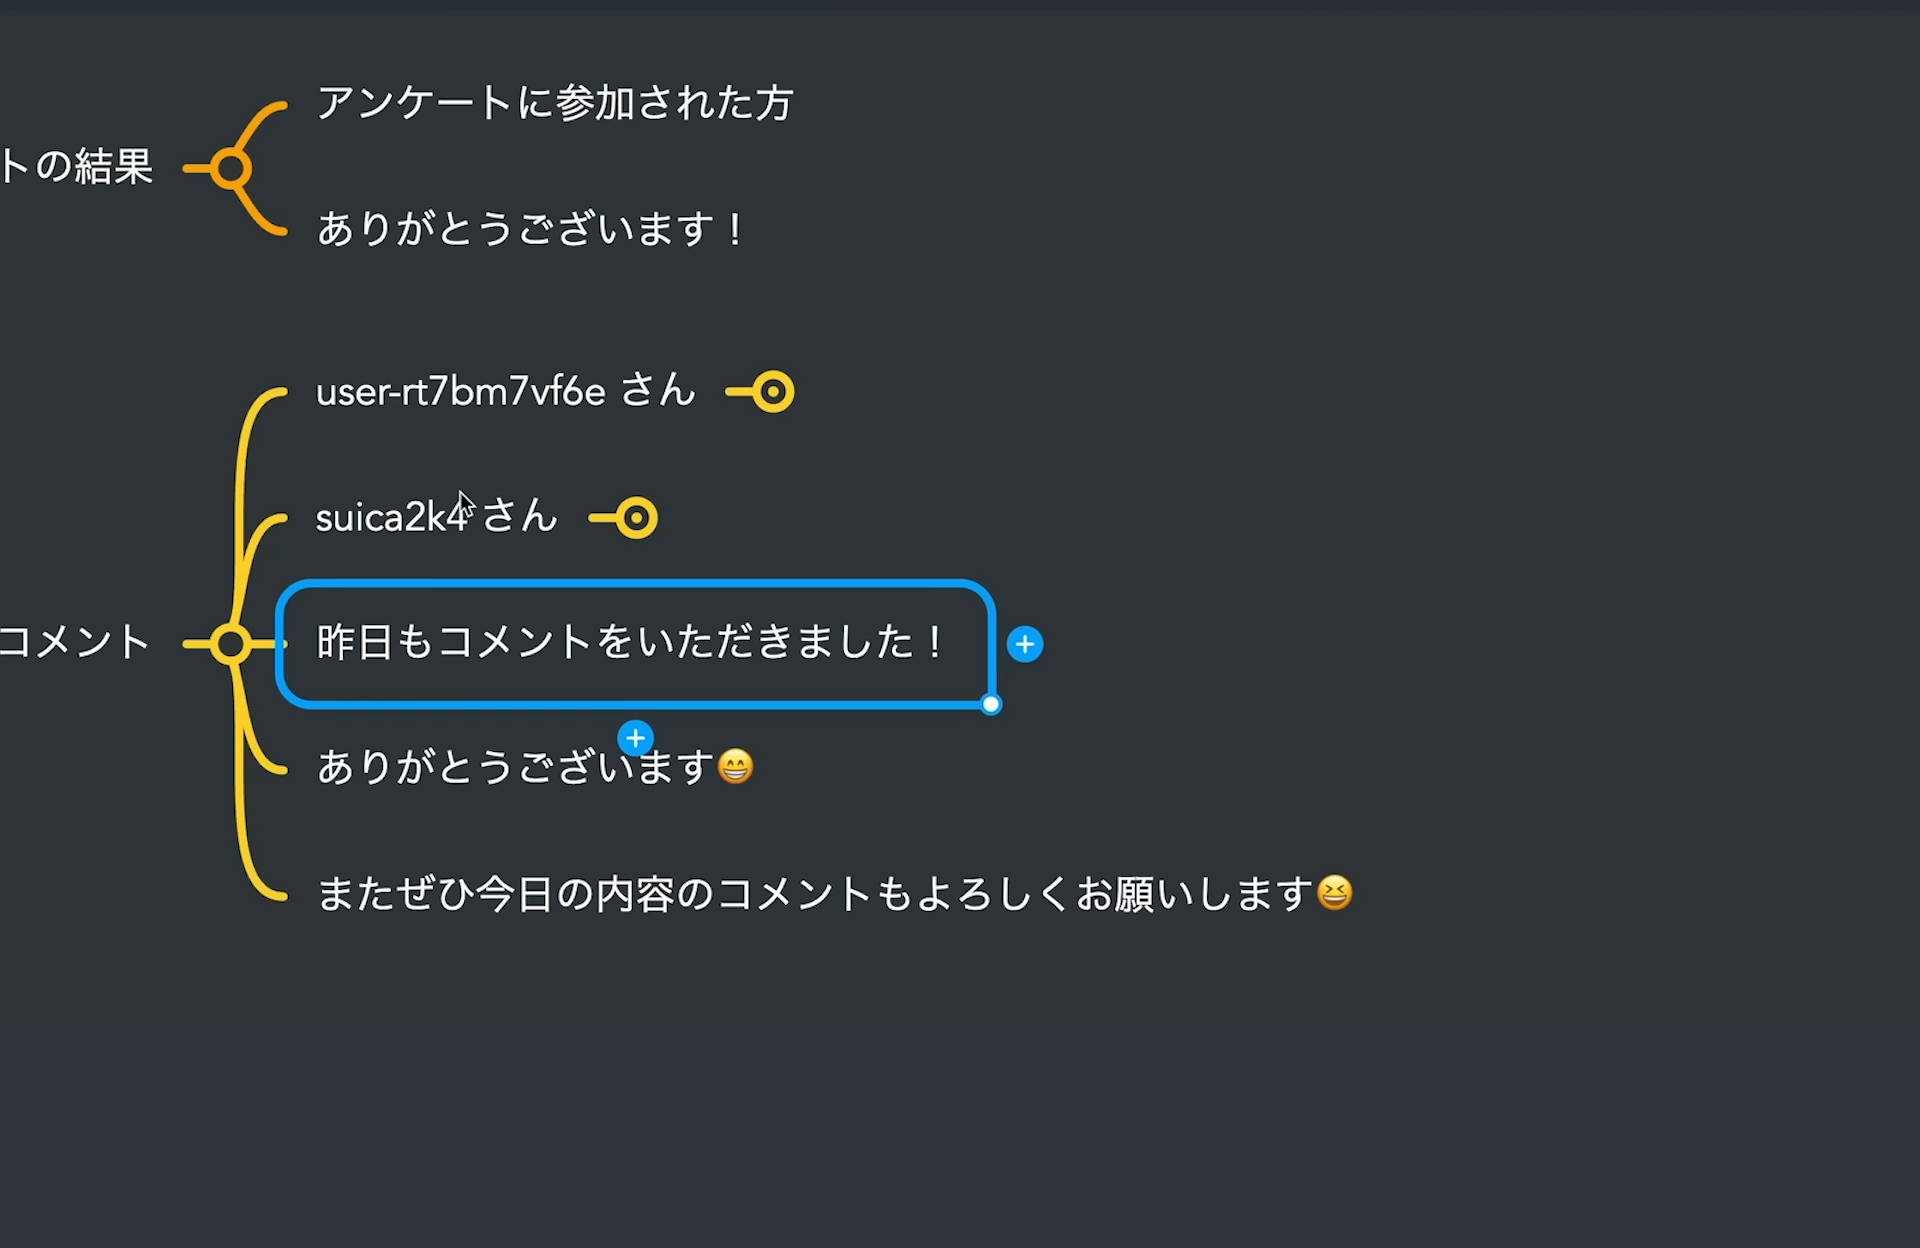 アンケートに参加された方
トの結果
ありがとうございます！
user-rt7bm7vf6e さん
suica2k4 さん
昨日もコメントをいただきました！
コメント
ありがとうございます😁
またぜひ今日の内容のコメントもよろしくお願いします😆